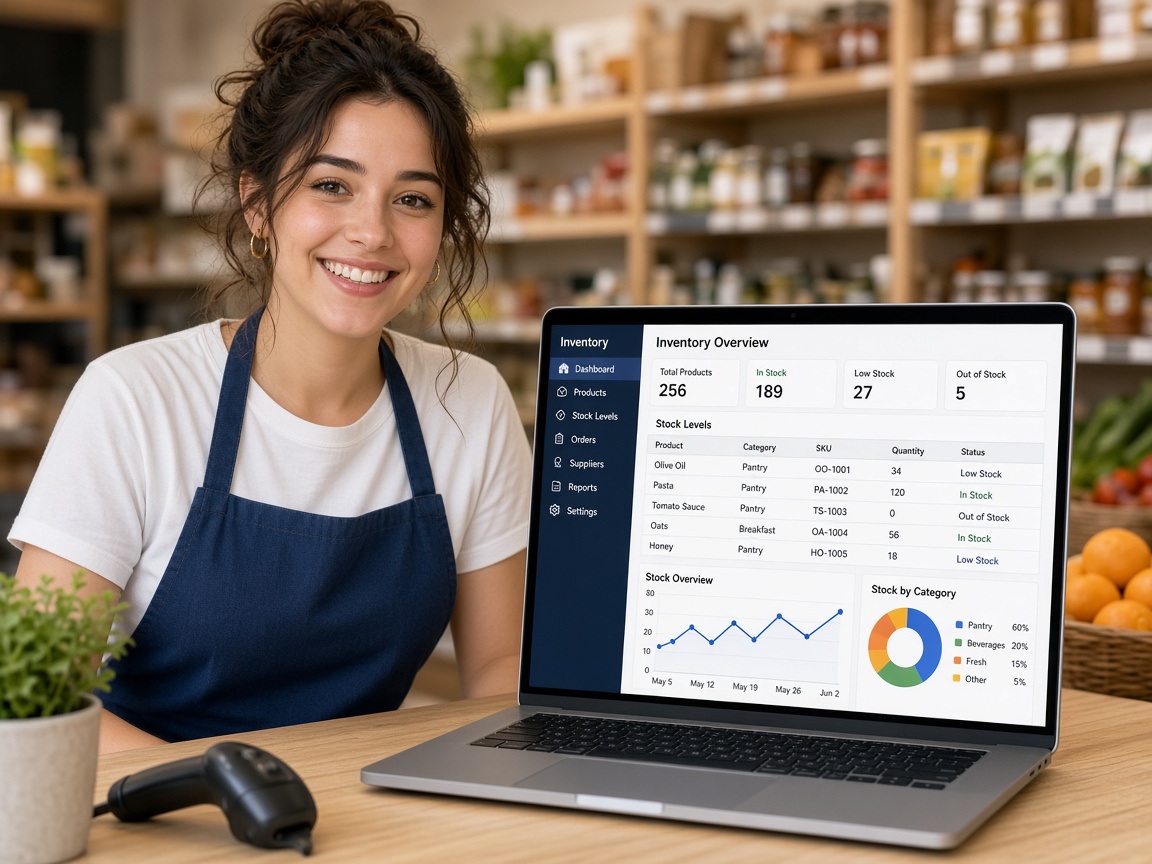 Inventory
Dashboard
Products
Stock Levels
Orders
Suppliers
Reports
Settings
Inventory Overview
Total Products
256
In Stock
189
Low Stock
27
Out of Stock
5
Stock Levels
Product Category SKU Quantity Status
Olive Oil Pantry OO-1001 34 Low Stock
Pasta Pantry PA-1002 120 In Stock
Tomato Sauce Pantry TS-1003 0 Out of Stock
Oats Breakfast OA-1004 56 In Stock
Honey Pantry HO-1005 18 Low Stock
Stock Overview
80
30
20
10
0
May 5 May 12 May 19 May 26 Jun 2
Stock by Category
Pantry 60%
Beverages 20%
Fresh 15%
Other 5%